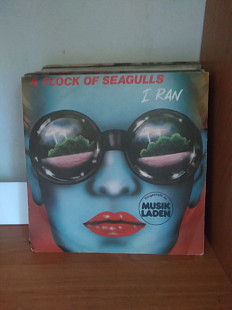 A FLOCK OF SEAGULLS
I RAN
MUSIK
LADEN